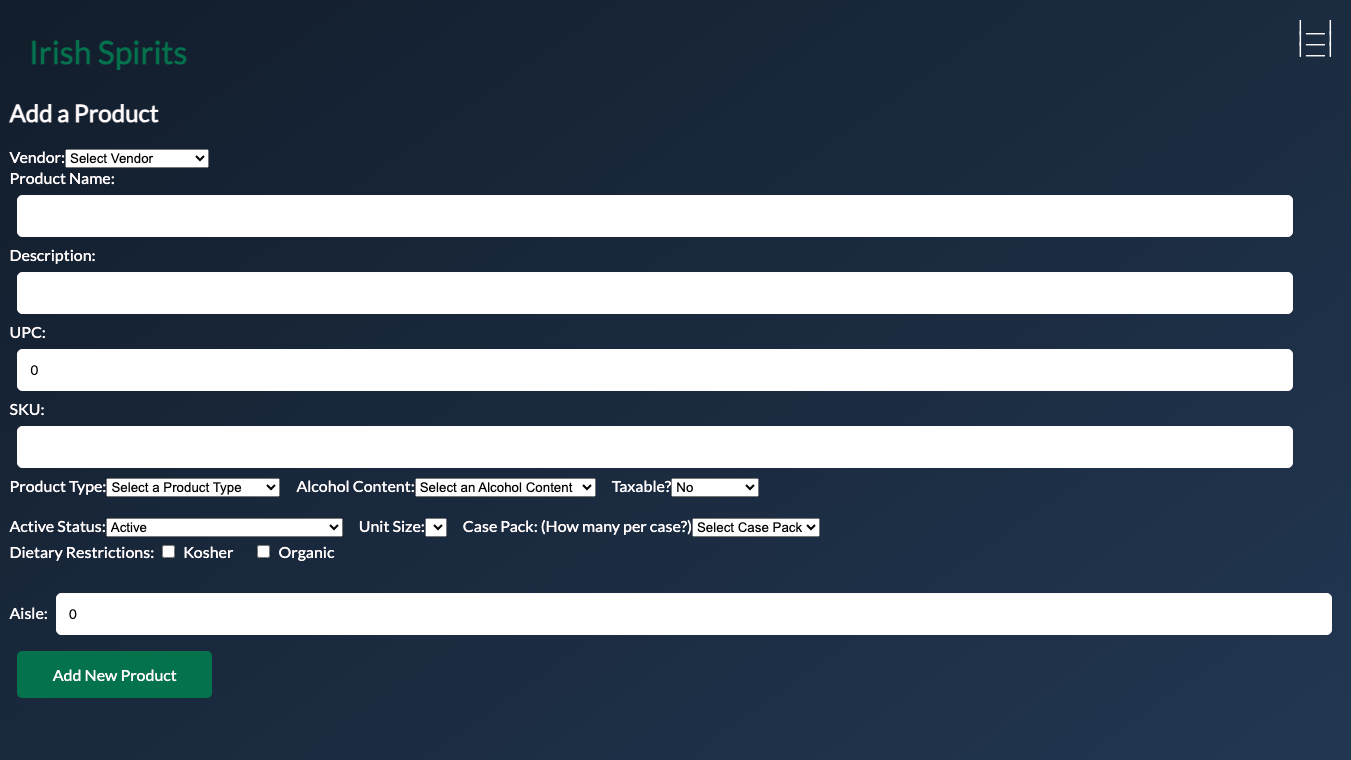 Irish Spirits
Add a Product
Vendor: Select Vendor
Product Name:
Description:
UPC:
0
SKU:
Product Type: Select a Product Type Alcohol Content: Select an Alcohol Content Taxable? No
Active Status: Active Unit Size: Case Pack: (How many per case?) Select Case Pack
Dietary Restrictions: Kosher Organic
Aisle: 0
Add New Product